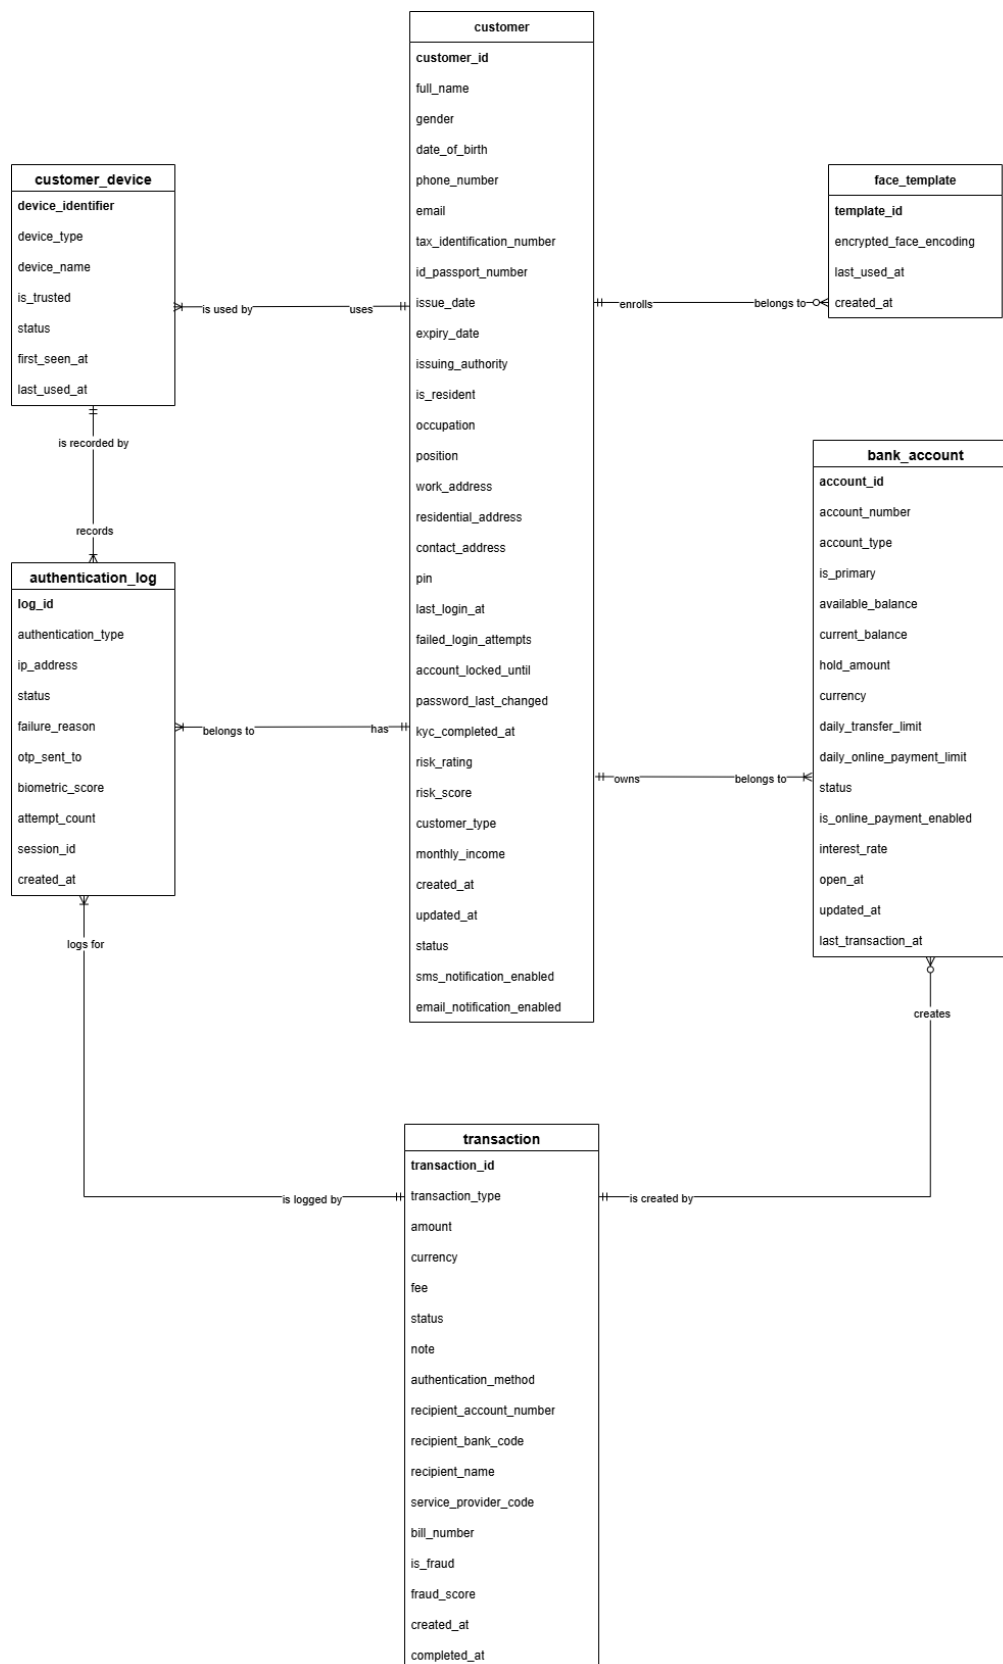 customer
customer_id
full_name
gender
date_of_birth
phone_number
email
tax_identification_number
id_passport_number
issue_date
expiry_date
issuing_authority
is_resident
occupation
position
work_address
residential_address
contact_address
pin
last_login_at
failed_login_attempts
account_locked_until
password_last_changed
kyc_completed_at
risk_rating
risk_score
customer_type
monthly_income
created_at
updated_at
status
sms_notification_enabled
email_notification_enabled
customer_device
device_identifier
device_type
device_name
is_trusted
status
first_seen_at
last_used_at
is used by
uses
enrolls
belongs to
face_template
template_id
encrypted_face_encoding
last_used_at
created_at
is recorded by
records
authentication_log
log_id
authentication_type
ip_address
status
failure_reason
otp_sent_to
biometric_score
attempt_count
session_id
created_at
belongs to
has
owns
belongs to
bank_account
account_id
account_number
account_type
is_primary
available_balance
current_balance
hold_amount
currency
daily_transfer_limit
daily_online_payment_limit
status
is_online_payment_enabled
interest_rate
open_at
updated_at
last_transaction_at
logs for
creates
is logged by
is created by
transaction
transaction_id
transaction_type
amount
currency
fee
status
note
authentication_method
recipient_account_number
recipient_bank_code
recipient_name
service_provider_code
bill_number
is_fraud
fraud_score
created_at
completed_at